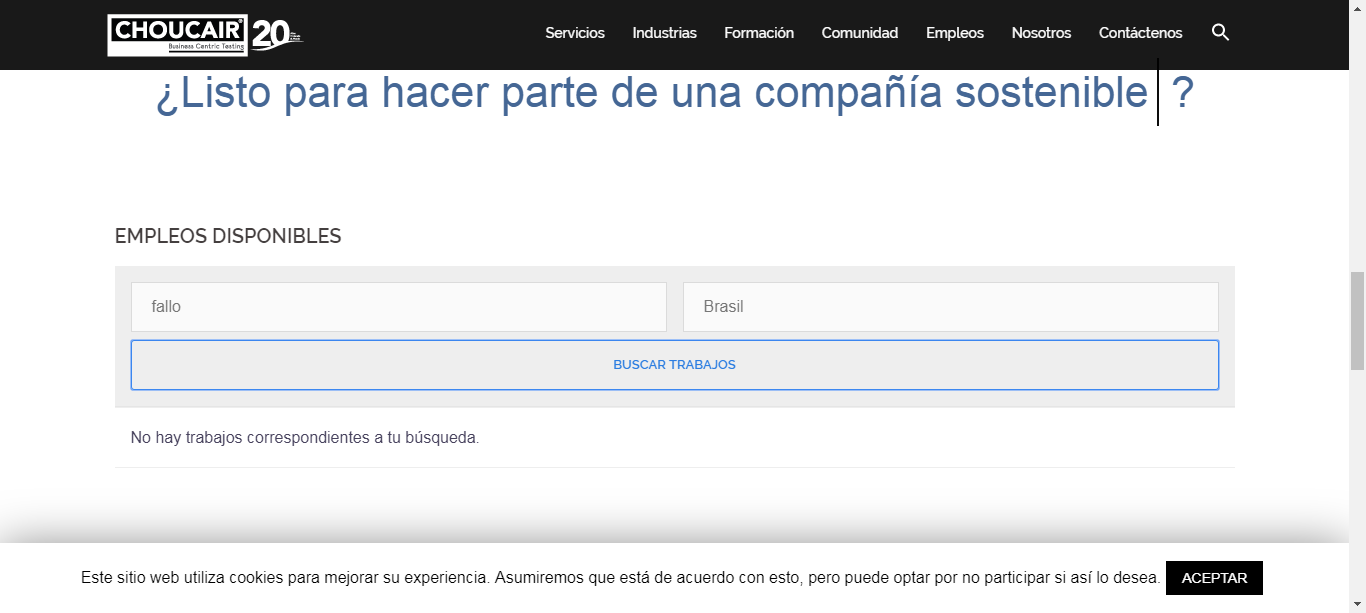 CHOUCAIR
Business Centric Testing
20
Servicios Industrias Formación Comunidad Empleos Nosotros Contáctenos
¿Listo para hacer parte de una compañía sostenible ?
EMPLEOS DISPONIBLES
fallo Brasil
BUSCAR TRABAJOS
No hay trabajos correspondientes a tu búsqueda.
Este sitio web utiliza cookies para mejorar su experiencia. Asumiremos que está de acuerdo con esto, pero puede optar por no participar si así lo desea. ACEPTAR